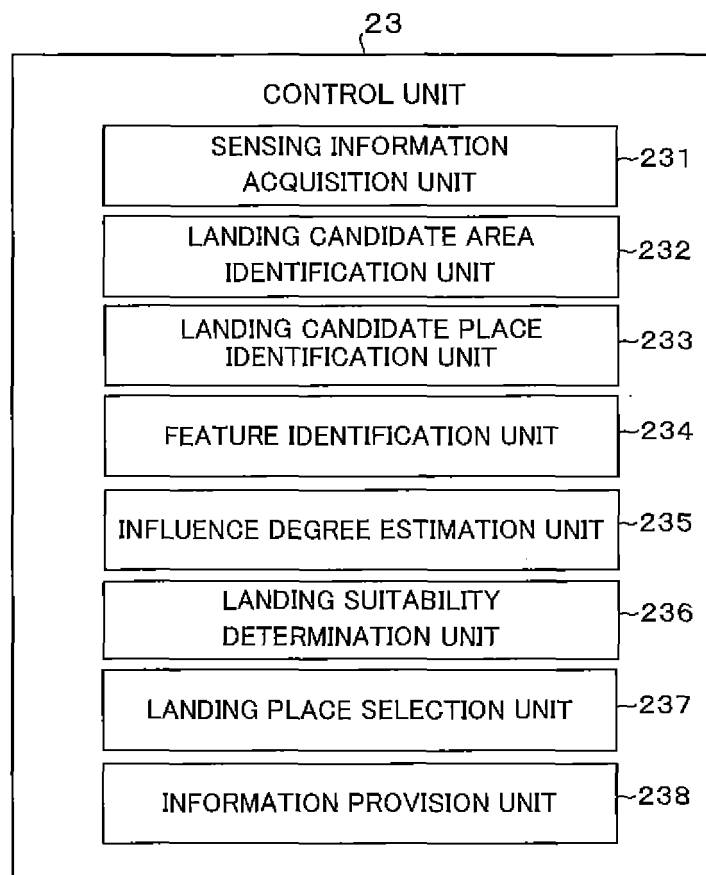 23
CONTROL UNIT
SENSING INFORMATION
ACQUISITION UNIT
231
LANDING CANDIDATE AREA
IDENTIFICATION UNIT
232
LANDING CANDIDATE PLACE
IDENTIFICATION UNIT
233
FEATURE IDENTIFICATION UNIT
234
INFLUENCE DEGREE ESTIMATION UNIT
235
LANDING SUITABILITY
DETERMINATION UNIT
236
LANDING PLACE SELECTION UNIT
237
INFORMATION PROVISION UNIT
238